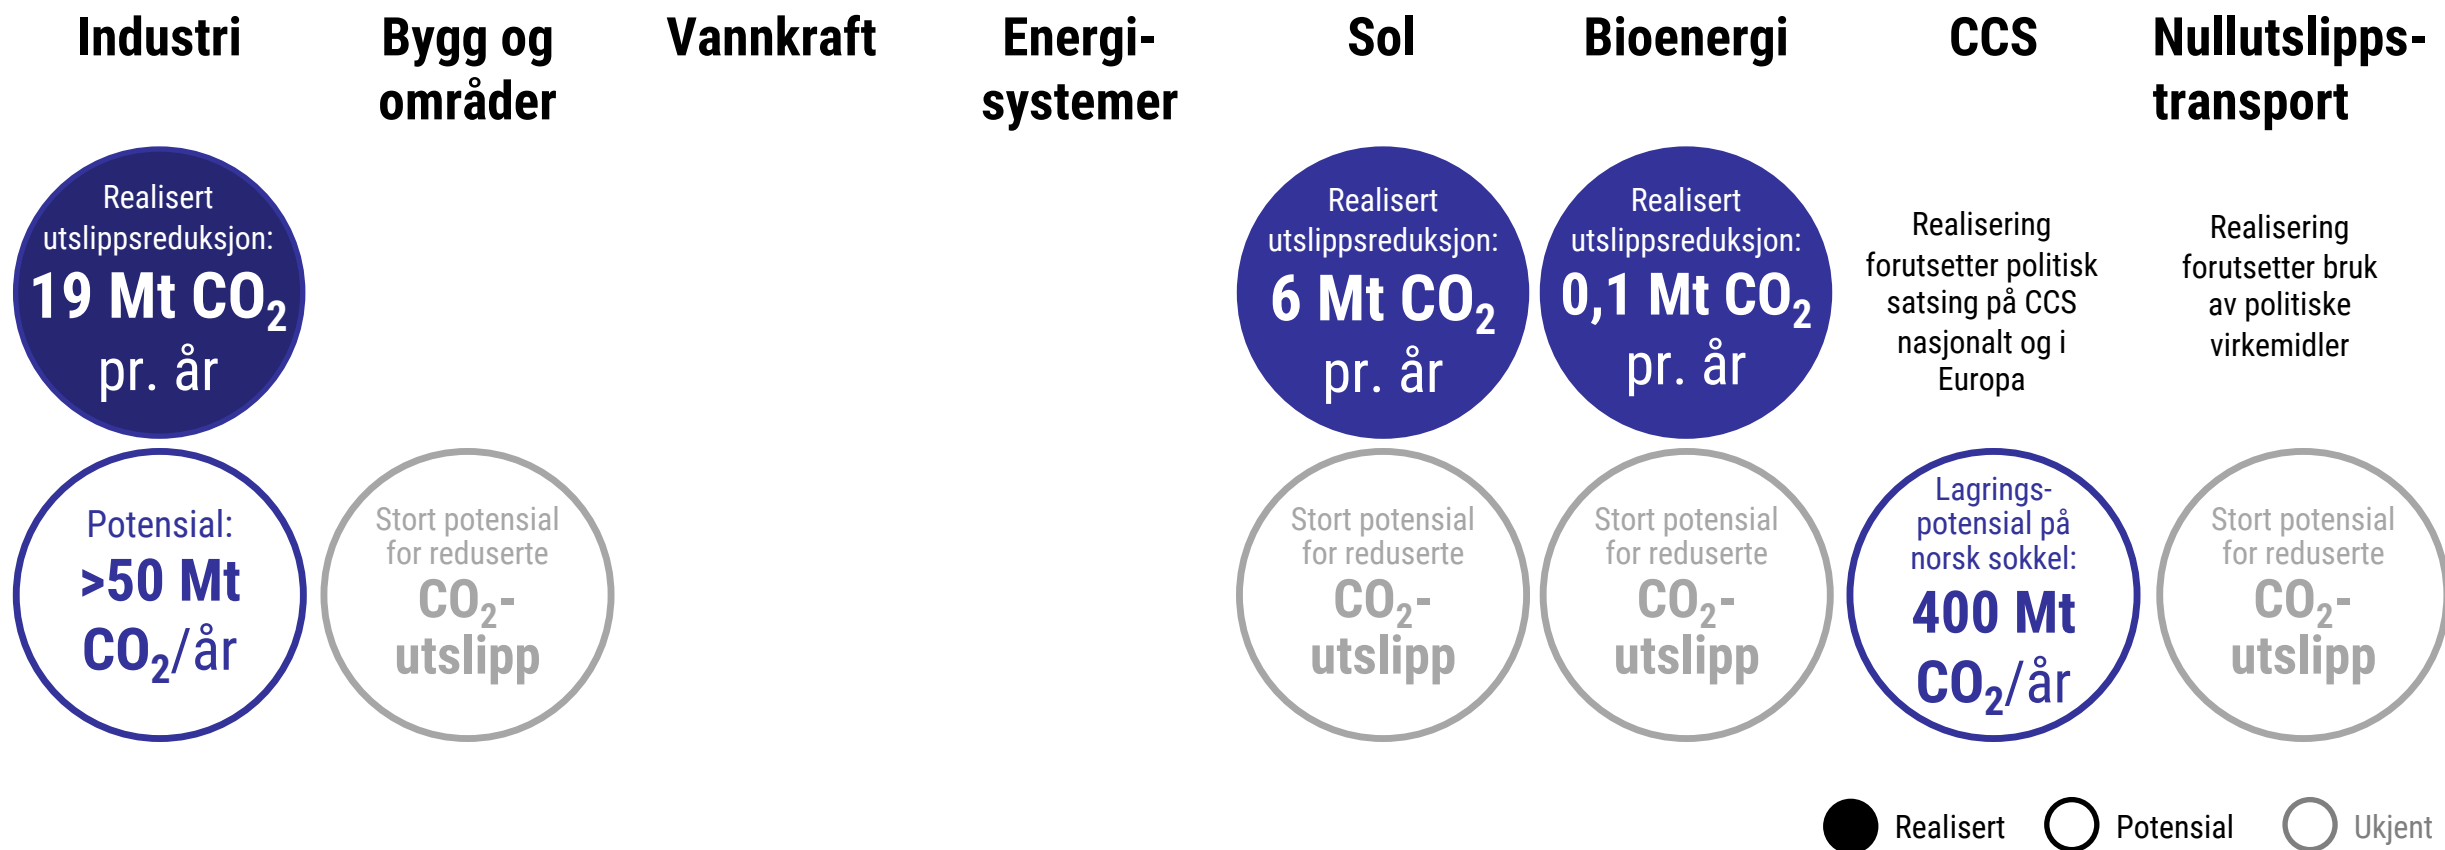 Industri
Bygg og
områder
Vannkraft
Energi-
systemer
Sol
Bioenergi
CCS
Nullutslipps-
transport
Realisert
utslippsreduksjon:
19 Mt CO₂
pr. år
Realisert
utslippsreduksjon:
6 Mt CO₂
pr. år
Realisert
utslippsreduksjon:
0,1 Mt CO₂
pr. år
Realisering
forutsetter politisk
satsing på CCS
nasjonalt og i
Europa
Realisering
forutsetter bruk
av politiske
virkemidler
Potensial:
>50 Mt
CO₂/år
Stort potensial
for reduserte
CO₂-
utslipp
Stort potensial
for reduserte
CO₂-
utslipp
Stort potensial
for reduserte
CO₂-
utslipp
Lagrings-
potensial på
norsk sokkel:
400 Mt
CO₂/år
Stort potensial
for reduserte
CO₂-
utslipp
Realisert
Potensial
Ukjent